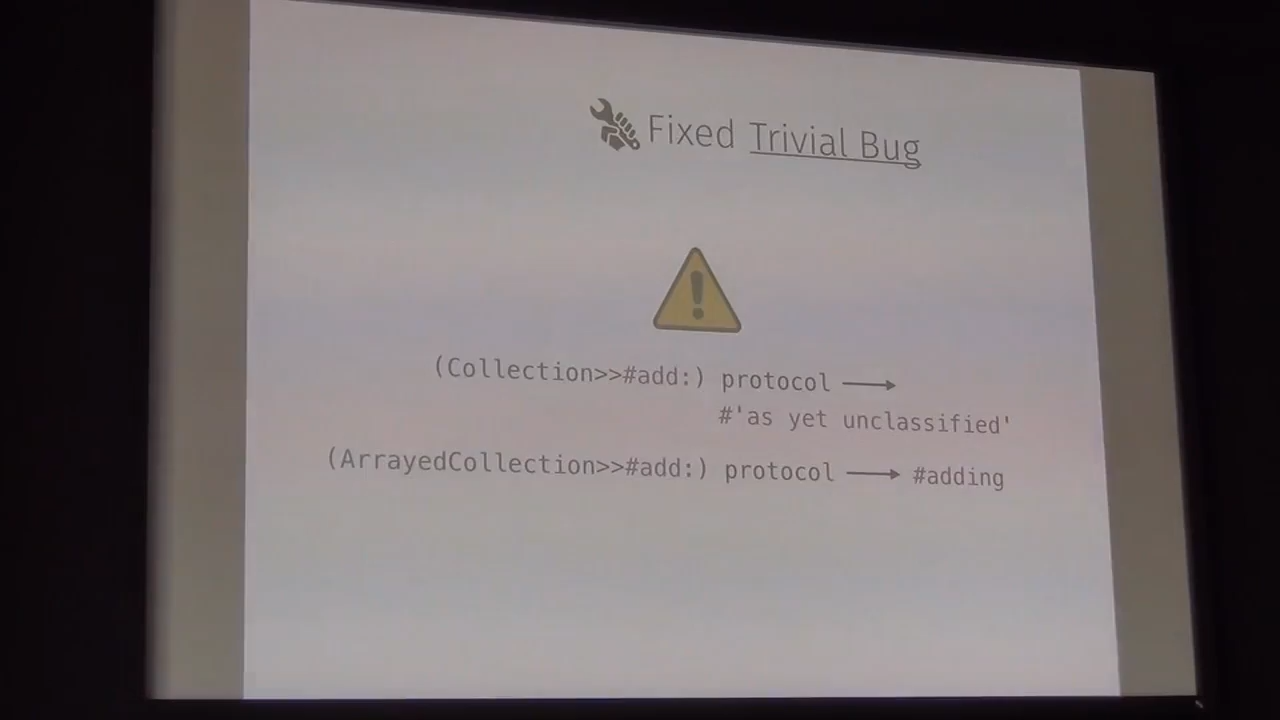 Fixed Trivial Bug
(Collection>>#add:) protocol →
#'as yet unclassified'
(ArrayedCollection>>#add:) protocol → #adding